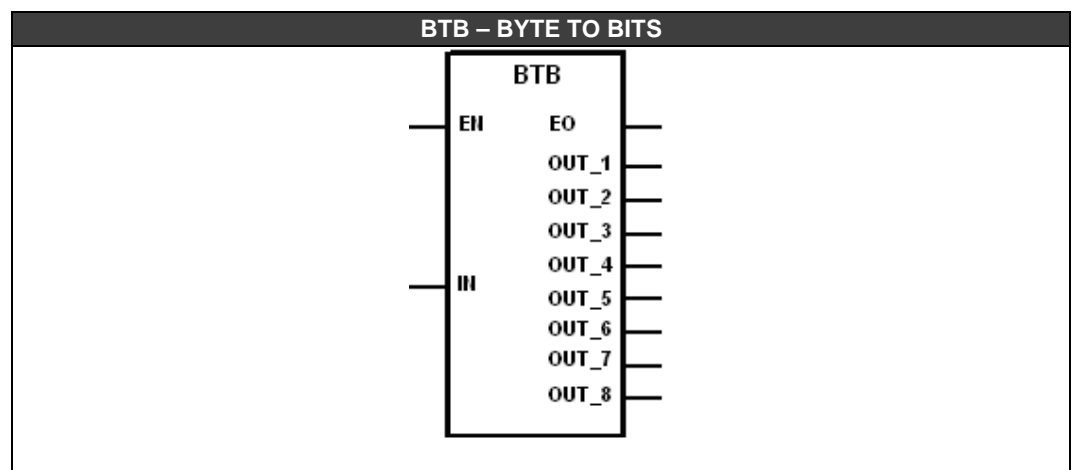 BTB – BYTE TO BITS
BTB
EN EO
OUT_1
OUT_2
OUT_3
OUT_4
IN
OUT_5
OUT_6
OUT_7
OUT_8